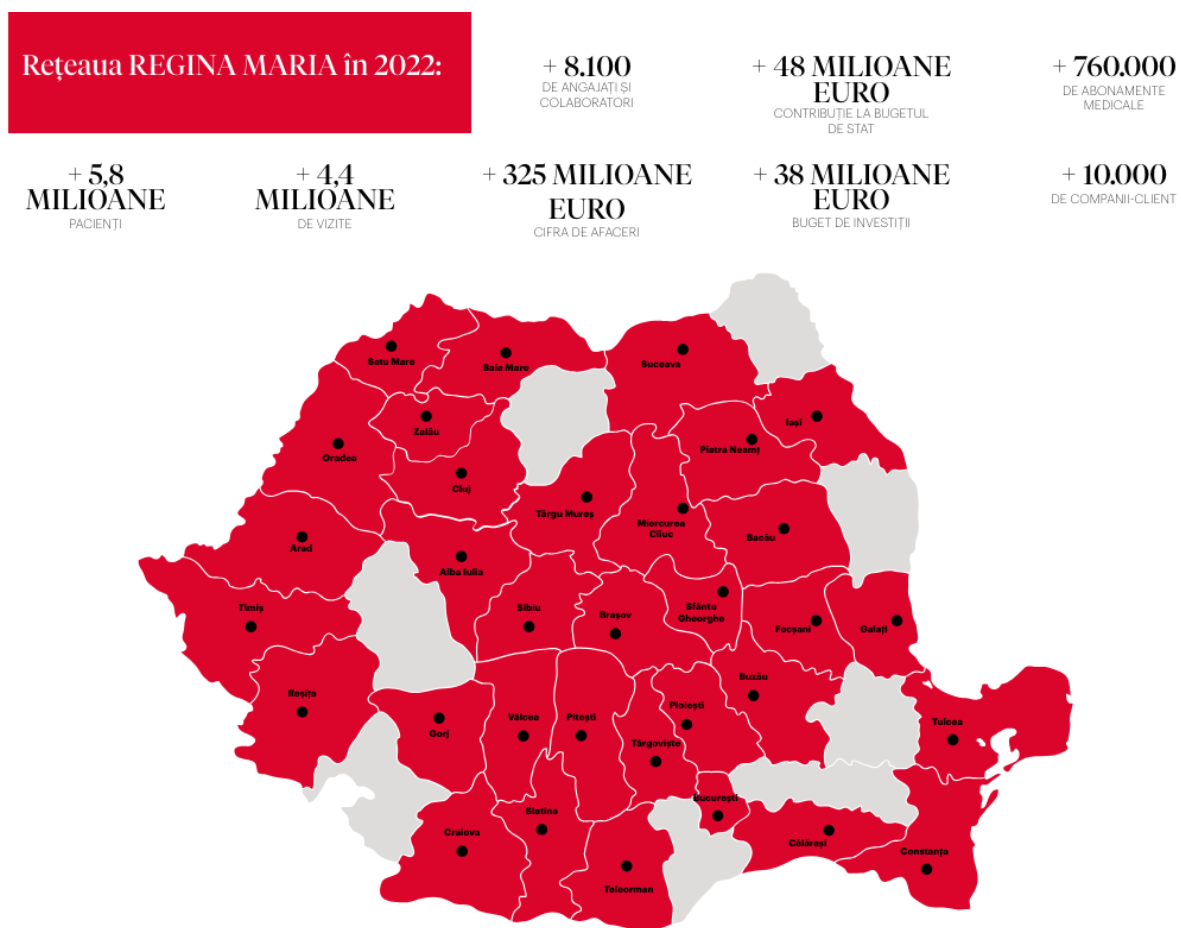 Rețeaua REGINA MARIA în 2022:
+ 8.100
DE ANGAJAȚI ȘI
COLABORATORI
+ 48 MILIOANE
EURO
CONTRIBUȚIE LA BUGETUL
DE STAT
+ 760.000
DE ABONAMENTE
MEDICALE
+ 5,8
MILIOANE
PACIENȚI
+ 4,4
MILIOANE
DE VIZITE
+ 325 MILIOANE
EURO
CIFRA DE AFACERI
+ 38 MILIOANE
EURO
BUGET DE INVESTIȚII
+ 10.000
DE COMPANII-CLIENT
Satu Mare
Baia Mare
Suceava
Zalău
Iași
Oradea
Piatra Neamț
Cluj
Târgu Mureș
Miercurea
Ciiuc
Bacău
Arad
Alba Iulia
Timiș
Sibiu
Brașov
Sfântu
Gheorghe
Focșani
Galați
Reșița
Buzău
Gorj
Vâlcea
Pitești
Ploiești
Târgoviște
Tulcea
București
Slatina
Craiova
Călărași
Constanța
Teleorman